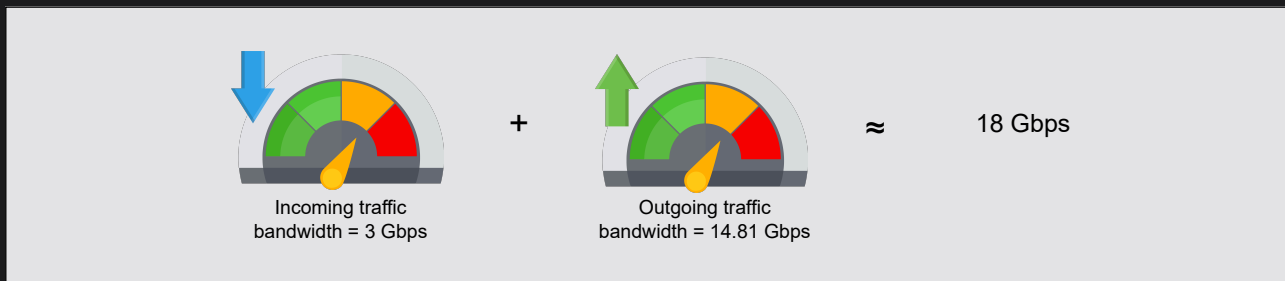 +
≈
18 Gbps
Incoming traffic
bandwidth = 3 Gbps
Outgoing traffic
bandwidth = 14.81 Gbps